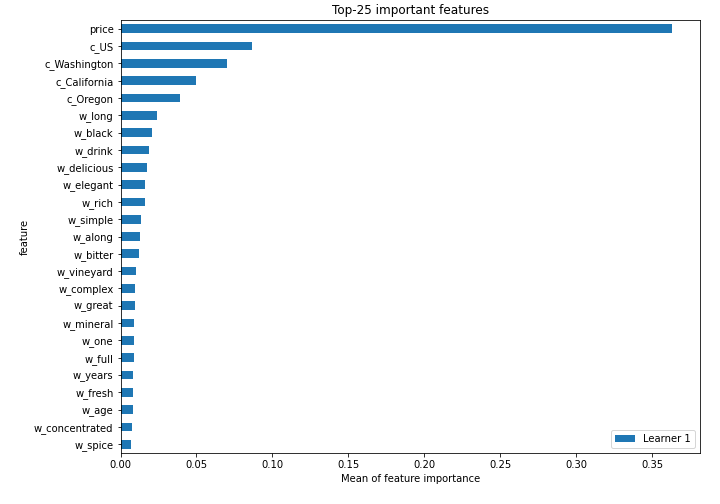 Top-25 important features
price
c_US
c_Washington
c_California
c_Oregon
w_long
w_black
w_drink
w_delicious
w_elegant
w_rich
w_simple
w_along
w_bitter
w_vineyard
w_complex
w_great
w_mineral
w_one
w_full
w_years
w_fresh
w_age
w_concentrated
w_spice
feature
Learner 1
0.00 0.05 0.10 0.15 0.20 0.25 0.30 0.35
Mean of feature importance